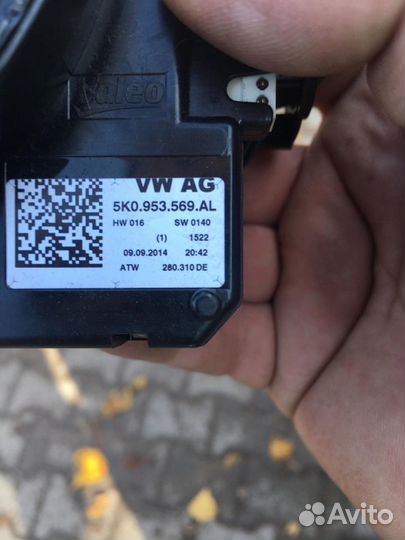 Valeo
VW AG
5K0.953.569.AL
HW 016 SW 0140
(1) 1522
09.09.2014 20:42
ATW 280.310 DE
Avito